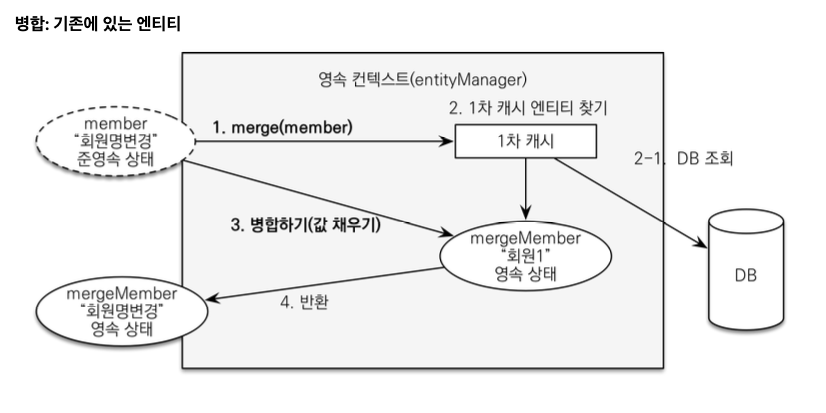 병합: 기존에 있는 엔티티
영속 컨텍스트(entityManager)
member
“회원명변경”
준영속 상태
1. merge(member)
2. 1차 캐시 엔티티 찾기
1차 캐시
2-1. DB 조회
3. 병합하기(값 채우기)
mergeMember
“회원1”
영속 상태
DB
mergeMember
“회원명변경”
영속 상태
4. 반환